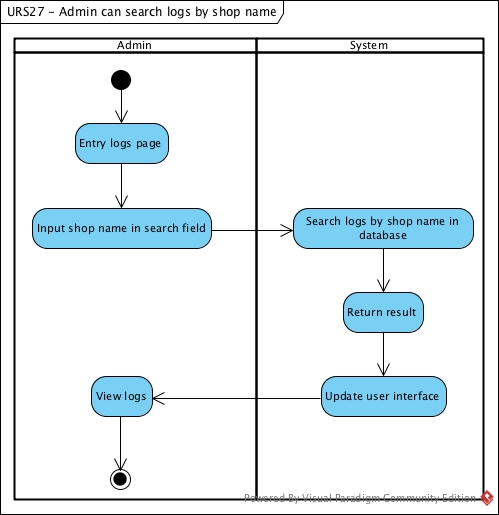 URS27 - Admin can search logs by shop name
Admin
System
Entry logs page
Input shop name in search field
Search logs by shop name in
database
Return result
View logs
Update user interface
Powered By Visual Paradigm Community Edition